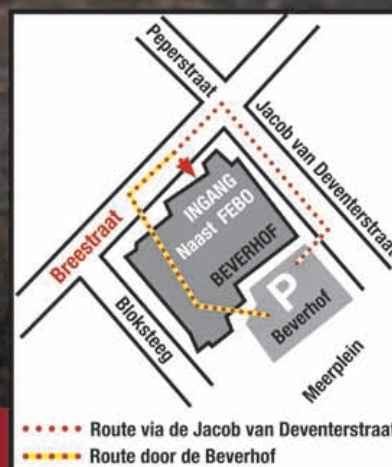 Peperstraat
Jacob van Deventerstraat
Breestraat
INGANG
Naast FEBO
BEVERHOF
P
Beverhof
Bloksteeg
Meerplein
Route via de Jacob van Deventerstraat
Route door de Beverhof